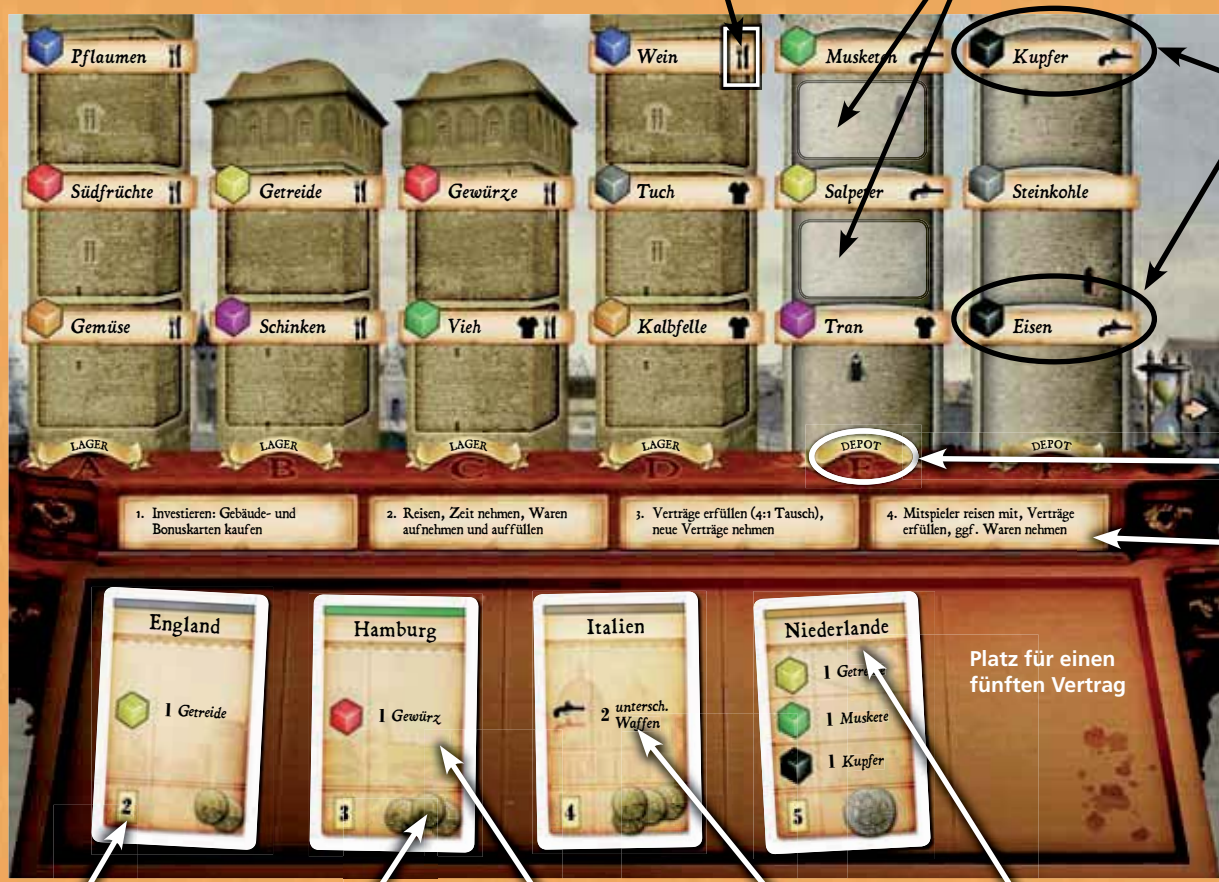 Pflaumen
Wein
Musketen
Kupfer
Südfrüchte
Getreide
Gewürze
Tuch
Salpeter
Steinkohle
Gemüse
Schinken
Vieh
Kalbfelle
Tran
Eisen
LAGER
LAGER
LAGER
LAGER
DEPOT
DEPOT
A
B
C
D
E
F
1. Investieren: Gebäude- und
Bonuskarten kaufen
2. Reisen, Zeit nehmen, Waren
aufnehmen und auffüllen
3. Verträge erfüllen (4:1 Tausch),
neue Verträge nehmen
4. Mitspieler reisen mit, Verträge
erfüllen, ggf. Waren nehmen
England
1 Getreide
2
Hamburg
1 Gewürz
3
Italien
2 untersch.
Waffen
4
Niederlande
1 Getreide
1 Muskete
1 Kupfer
5
Platz für einen
fünften Vertrag